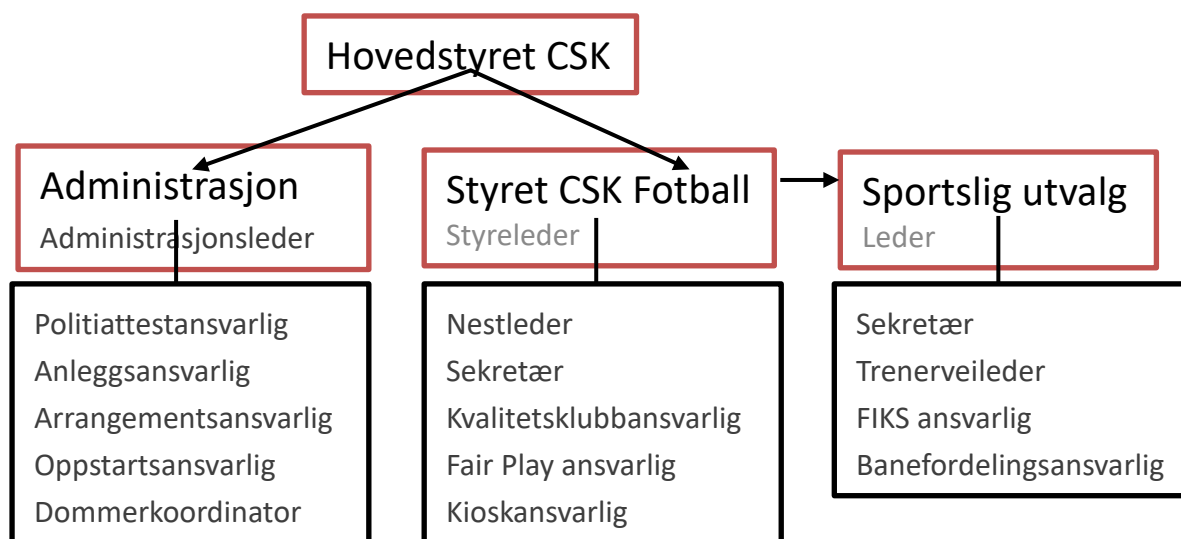 Hovedstyret CSK
Administrasjon
Administrasjonsleder
Politiattestansvarlig
Anleggsansvarlig
Arrangementsansvarlig
Oppstartsansvarlig
Dommerkoordinator
Styret CSK Fotball
Styreleder
Nestleder
Sekretær
Kvalitetsklubbansvarlig
Fair Play ansvarlig
Kioskansvarlig
Sportslig utvalg
Leder
Sekretær
Trenerveileder
FIKS ansvarlig
Banefordelingsansvarlig